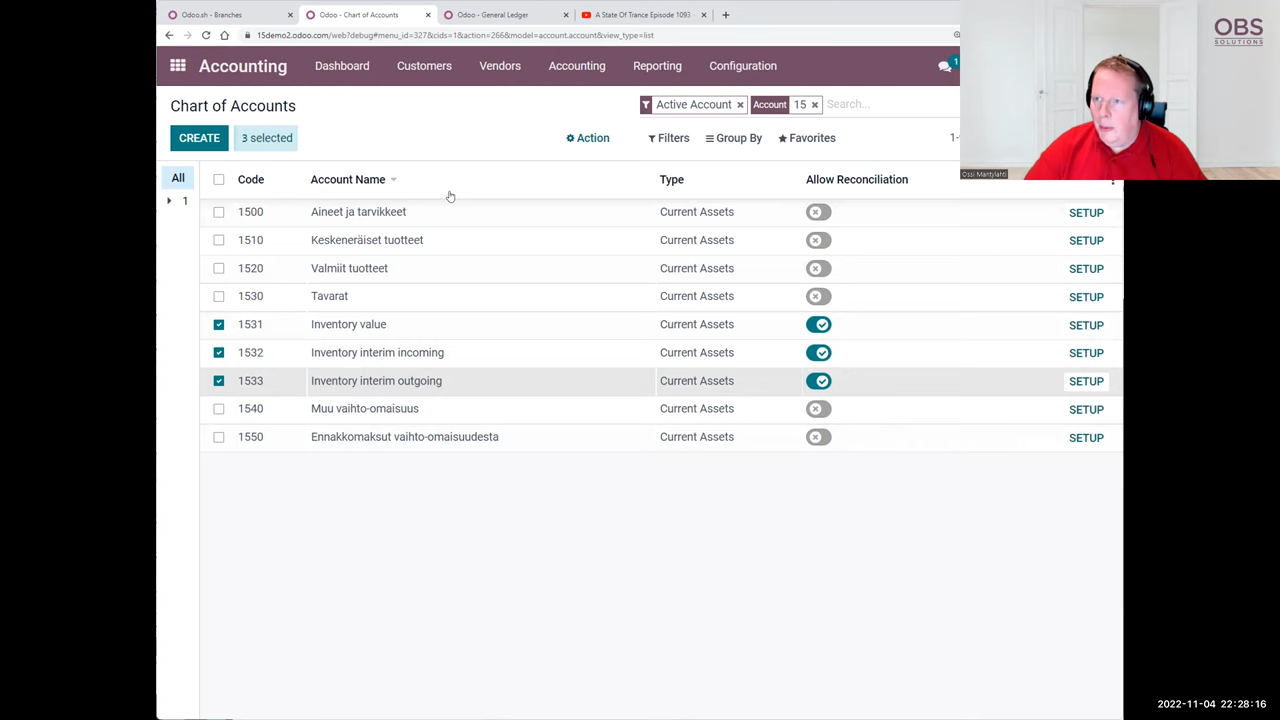 Odoo.sh - Branches
Odoo - Chart of Accounts
Odoo - General Ledger
A State Of Trance Episode 1093
15demo2.odoo.com/web?debug#menu_id=327&cids=1&action=266&model=account.account&view_type=list
OBS
SOLUTIONS
Accounting Dashboard Customers Vendors Accounting Reporting Configuration 1
Chart of Accounts
Active Account Account 15 Search...
CREATE 3 selected Action Filters Group By Favorites 1-
Ossi Mantylahti
All
1
Code Account Name Type Allow Reconciliation
1500 Aineet ja tarvikkeet Current Assets SETUP
1510 Keskeneräiset tuotteet Current Assets SETUP
1520 Valmiit tuotteet Current Assets SETUP
1530 Tavarat Current Assets SETUP
1531 Inventory value Current Assets SETUP
1532 Inventory interim incoming Current Assets SETUP
1533 Inventory interim outgoing Current Assets SETUP
1540 Muu vaihto-omaisuus Current Assets SETUP
1550 Ennakkomaksut vaihto-omaisuudesta Current Assets SETUP
2022-11-04 22:28:16